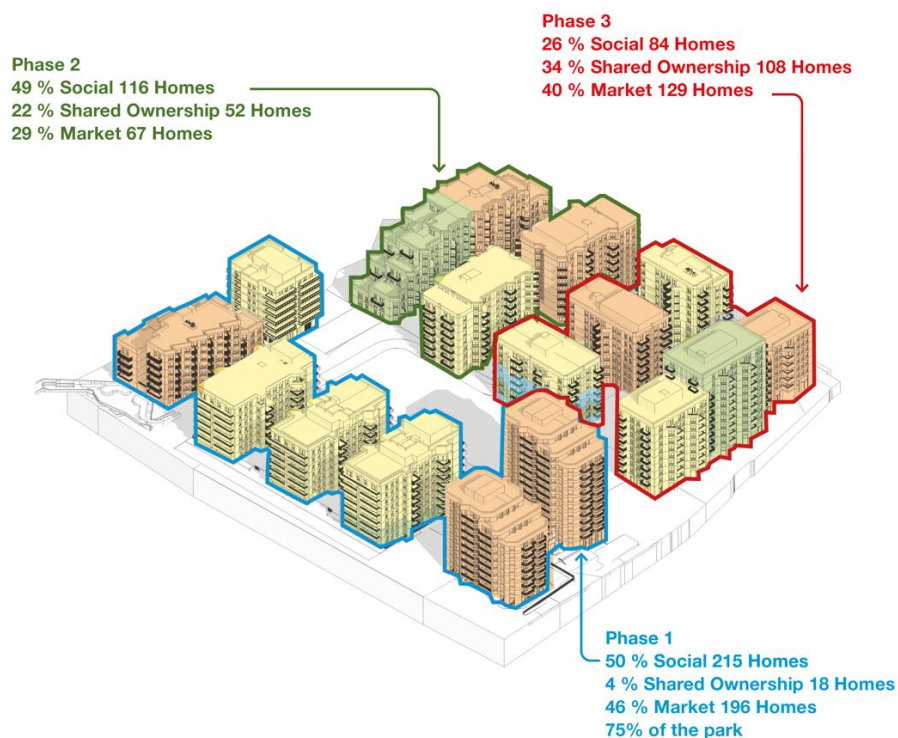 Phase 2
49 % Social 116 Homes
22 % Shared Ownership 52 Homes
29 % Market 67 Homes
Phase 3
26 % Social 84 Homes
34 % Shared Ownership 108 Homes
40 % Market 129 Homes
Phase 1
50 % Social 215 Homes
4 % Shared Ownership 18 Homes
46 % Market 196 Homes
75% of the park